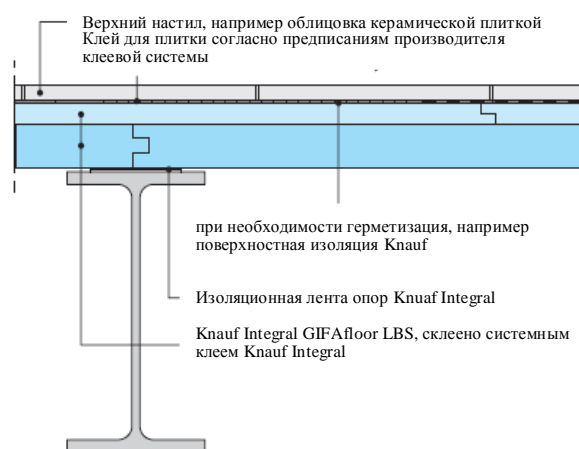 Верхний настил, например облицовка керамической плиткой
Клей для плитки согласно предписаниям производителя
клеевой системы
при необходимости герметизация, например
поверхностная изоляция Knauf
Изоляционная лента опор Knuaf Integral
Knauf Integral GIFAfloor LBS, склеено системным
клеем Knauf Integral